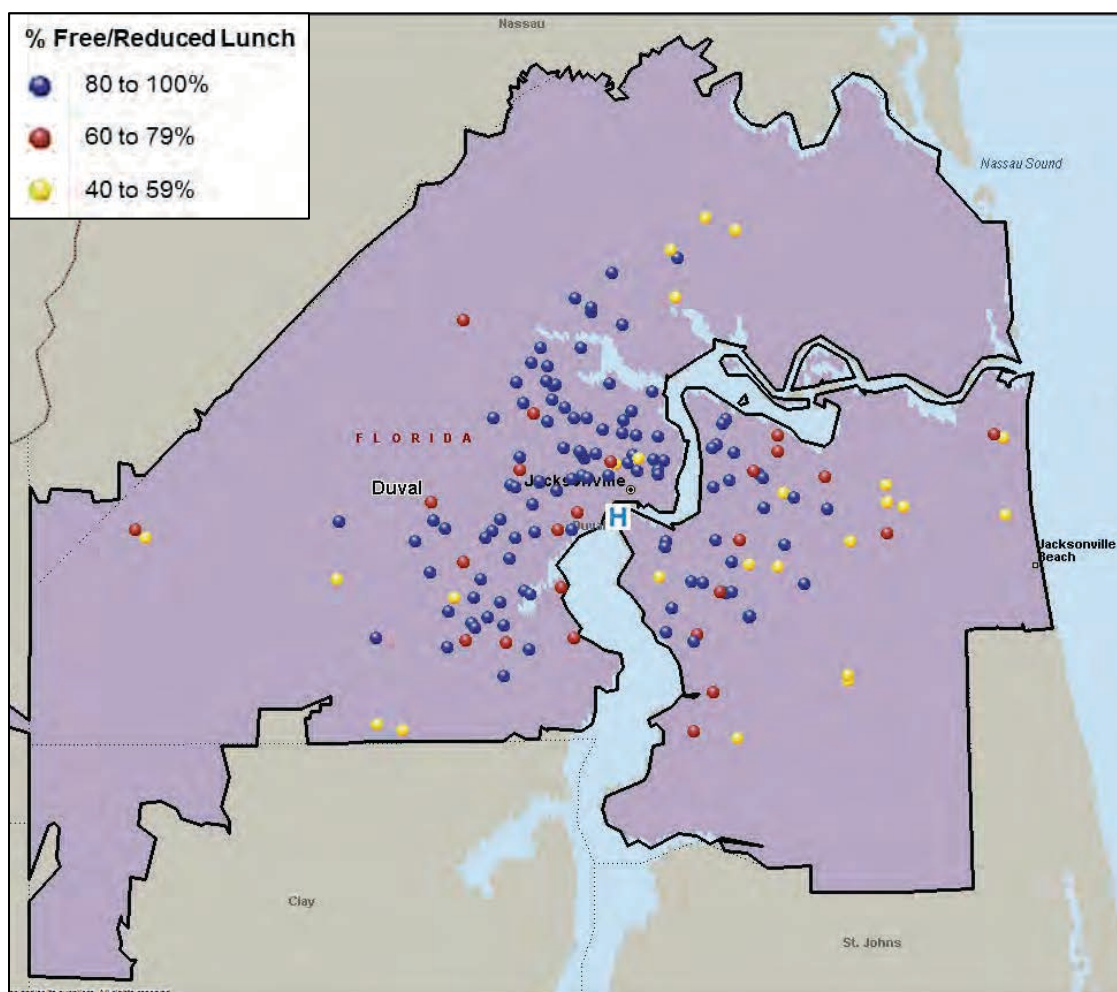 % Free/Reduced Lunch
80 to 100%
60 to 79%
40 to 59%
Nassau
Nassau Sound
FLORIDA
Duval
Jacksonville
H
Duval
Jacksonville
Beach
Clay
St. Johns